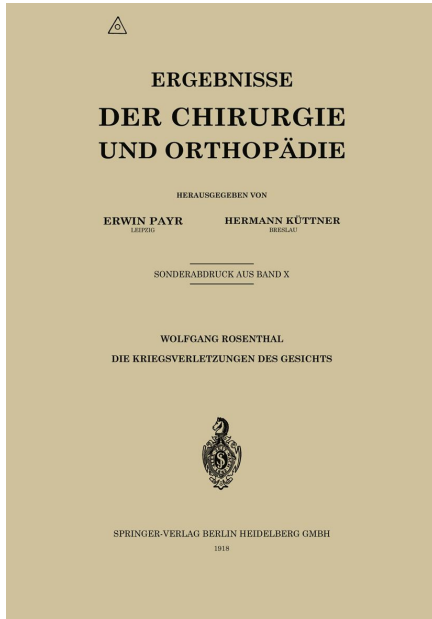 ERGEBNISSE
DER CHIRURGIE
UND ORTHOPÄDIE
HERAUSGEGEBEN VON
ERWIN PAYR HERMANN KÜTTNER
LEIPZIG BRESLAU
SONDERABDRUCK AUS BAND X
WOLFGANG ROSENTHAL
DIE KRIEGSVERLETZUNGEN DES GESICHTS
SPRINGER-VERLAG BERLIN HEIDELBERG GMBH
1918